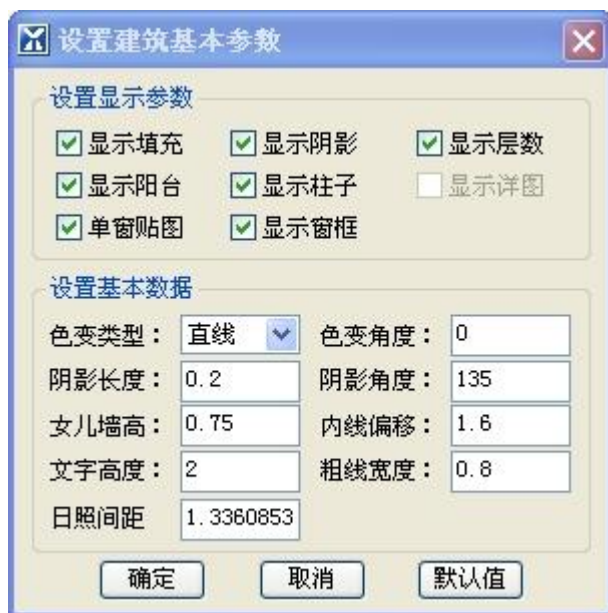 设置建筑基本参数
设置显示参数
显示填充 显示阴影 显示层数
显示阳台 显示柱子 显示详图
单窗贴图 显示窗框
设置基本数据
色变类型： 直线 色变角度： 0
阴影长度： 0.2 阴影角度： 135
女儿墙高： 0.75 内线偏移： 1.6
文字高度： 2 粗线宽度： 0.8
日照间距 1.3360853
确定 取消 默认值